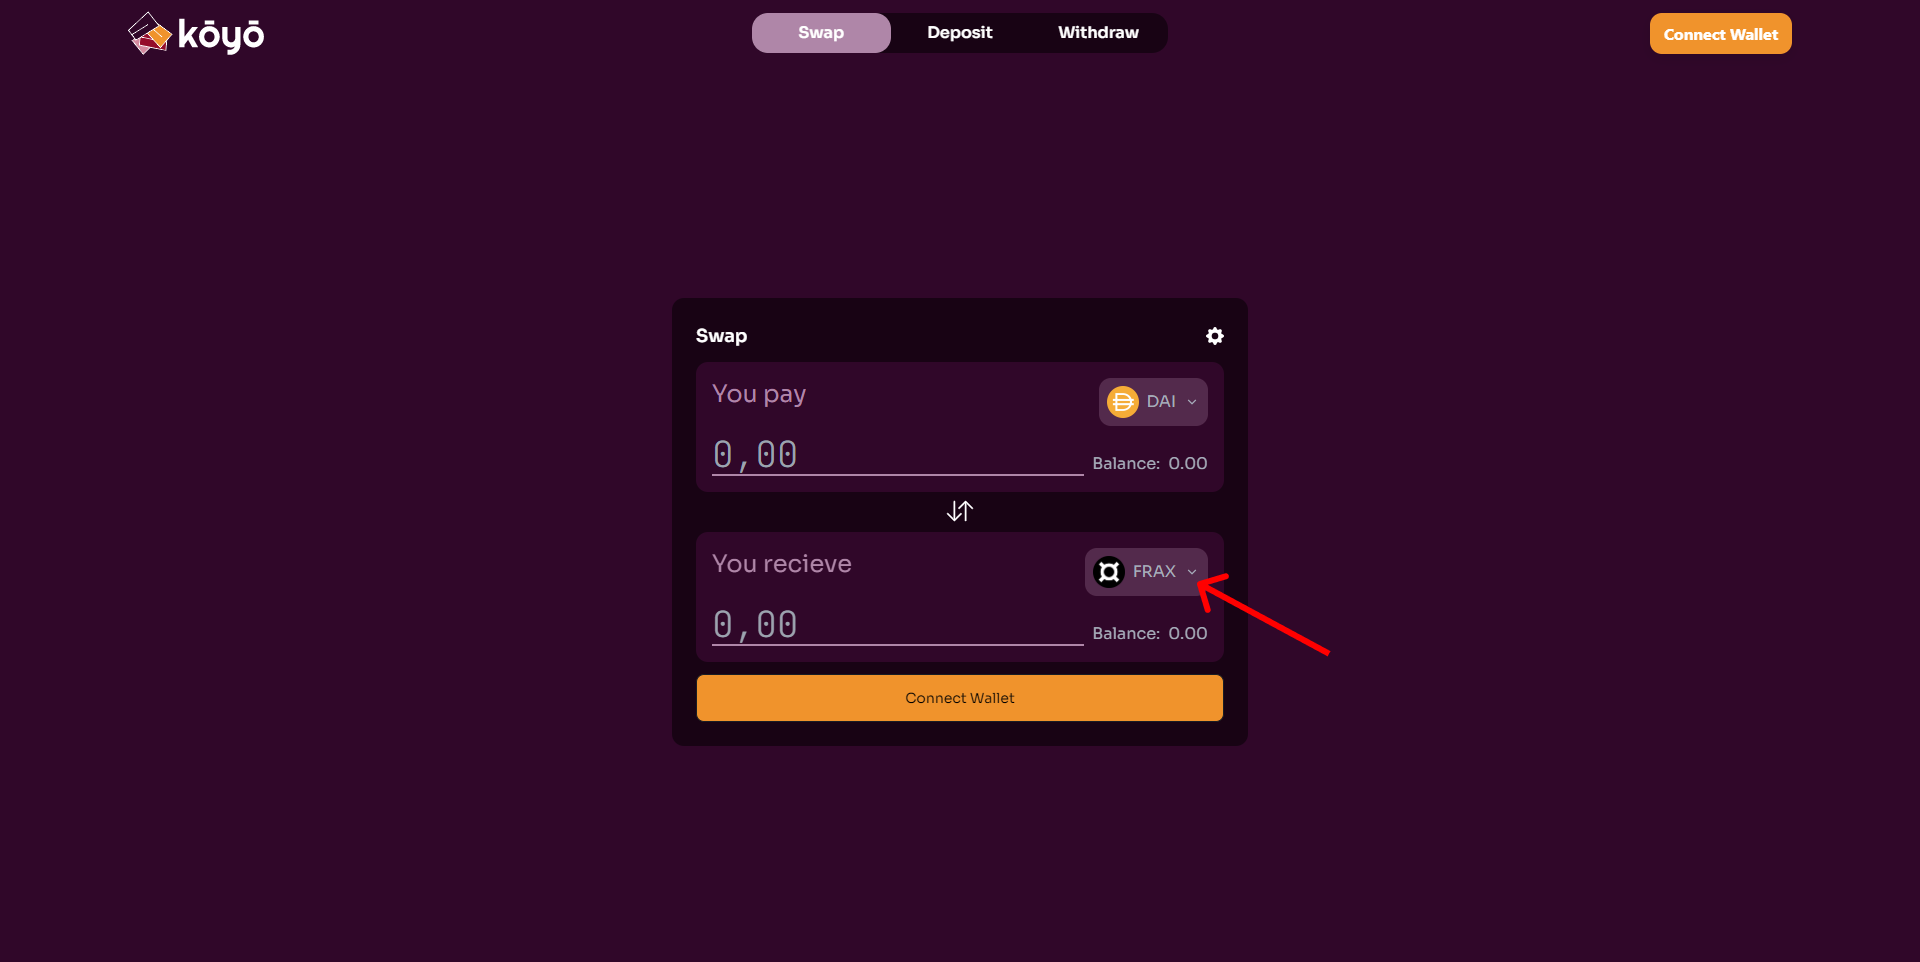 kōyō
Swap Deposit Withdraw
Connect Wallet
Swap
You pay
DAI
0,00
Balance: 0.00
You recieve
FRAX
0,00
Balance: 0.00
Connect Wallet